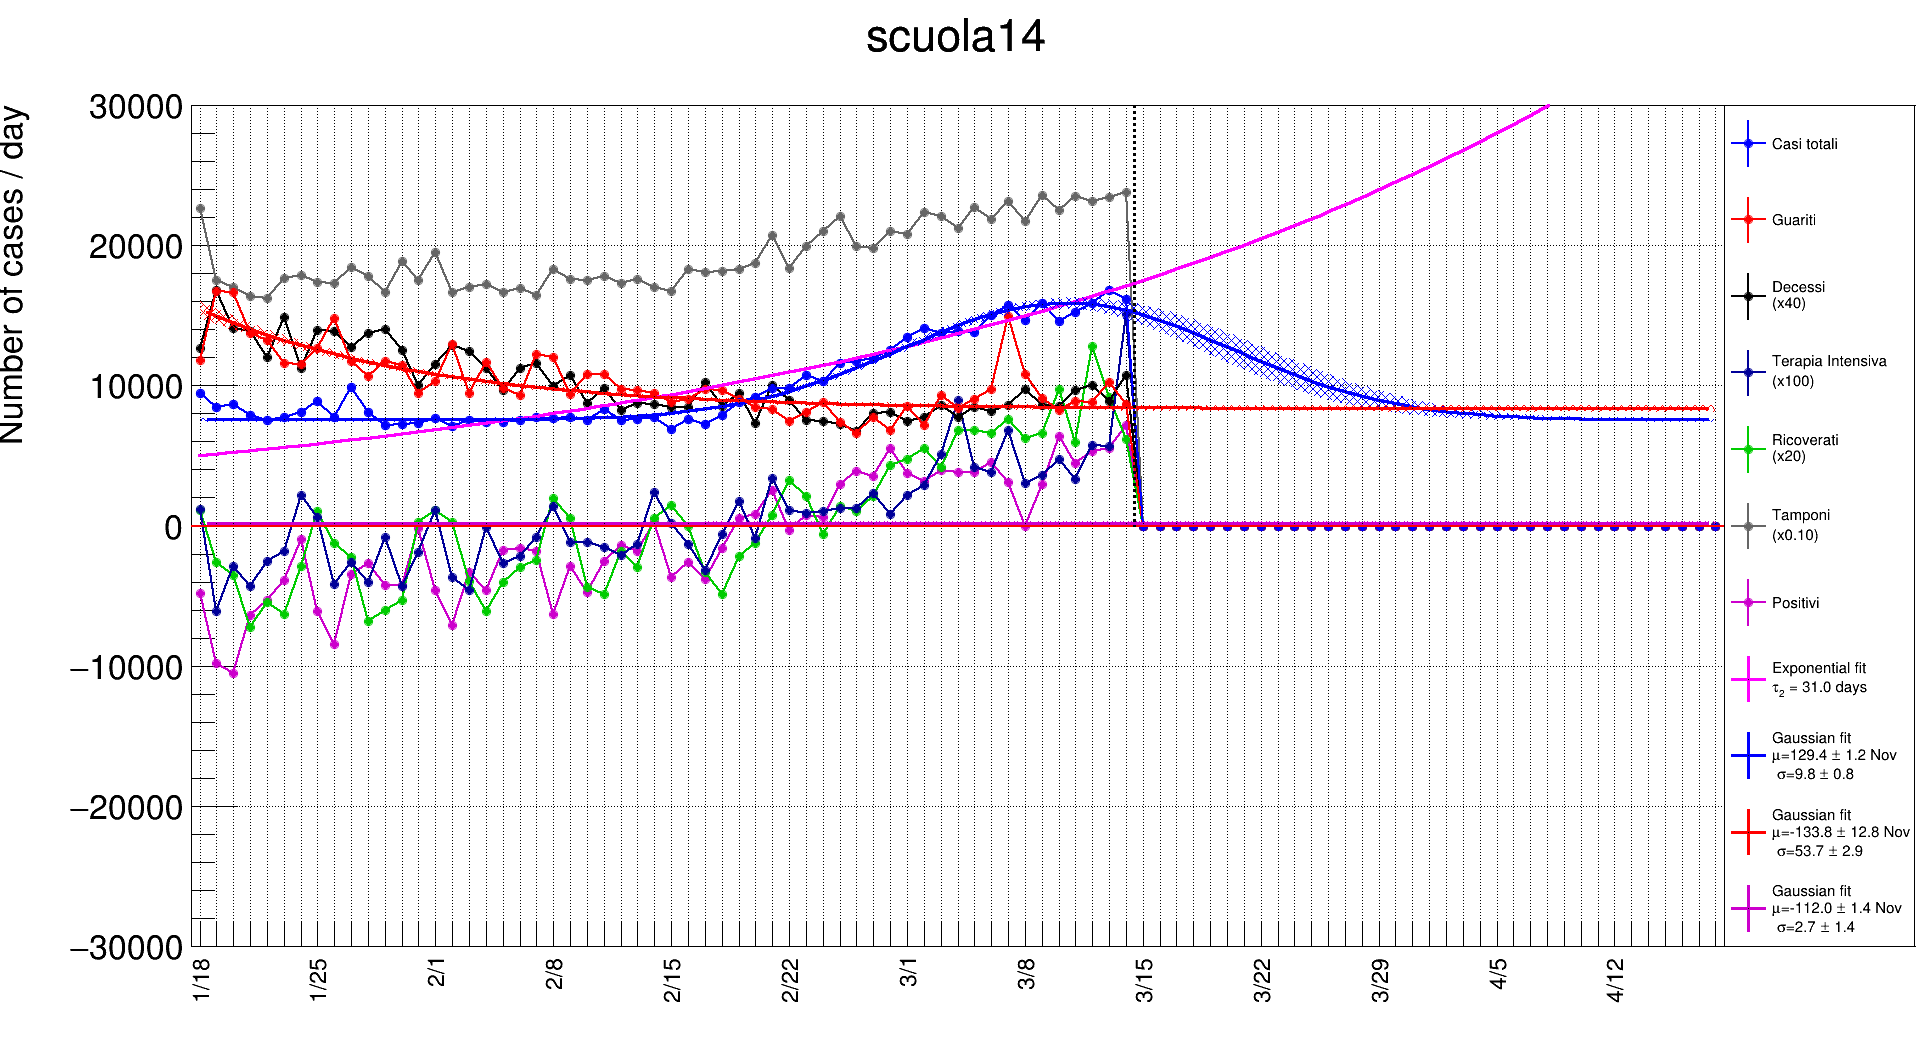 scuola14
Number of cases / day
30000
20000
10000
0
−10000
−20000
−30000
1/18
1/25
2/1
2/8
2/15
2/22
3/1
3/8
3/15
3/22
3/29
4/5
4/12
Casi totali
Guariti
Decessi
(x40)
Terapia Intensiva
(x100)
Ricoverati
(x20)
Tamponi
(x0.10)
Positivi
Exponential fit
τ2 = 31.0 days
Gaussian fit
μ=129.4 ± 1.2 Nov
σ=9.8 ± 0.8
Gaussian fit
μ=-133.8 ± 12.8 Nov
σ=53.7 ± 2.9
Gaussian fit
μ=-112.0 ± 1.4 Nov
σ=2.7 ± 1.4